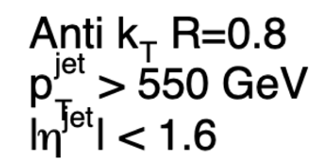 Anti k_T R=0.8
p_T^jet > 550 GeV
|η^jet| < 1.6